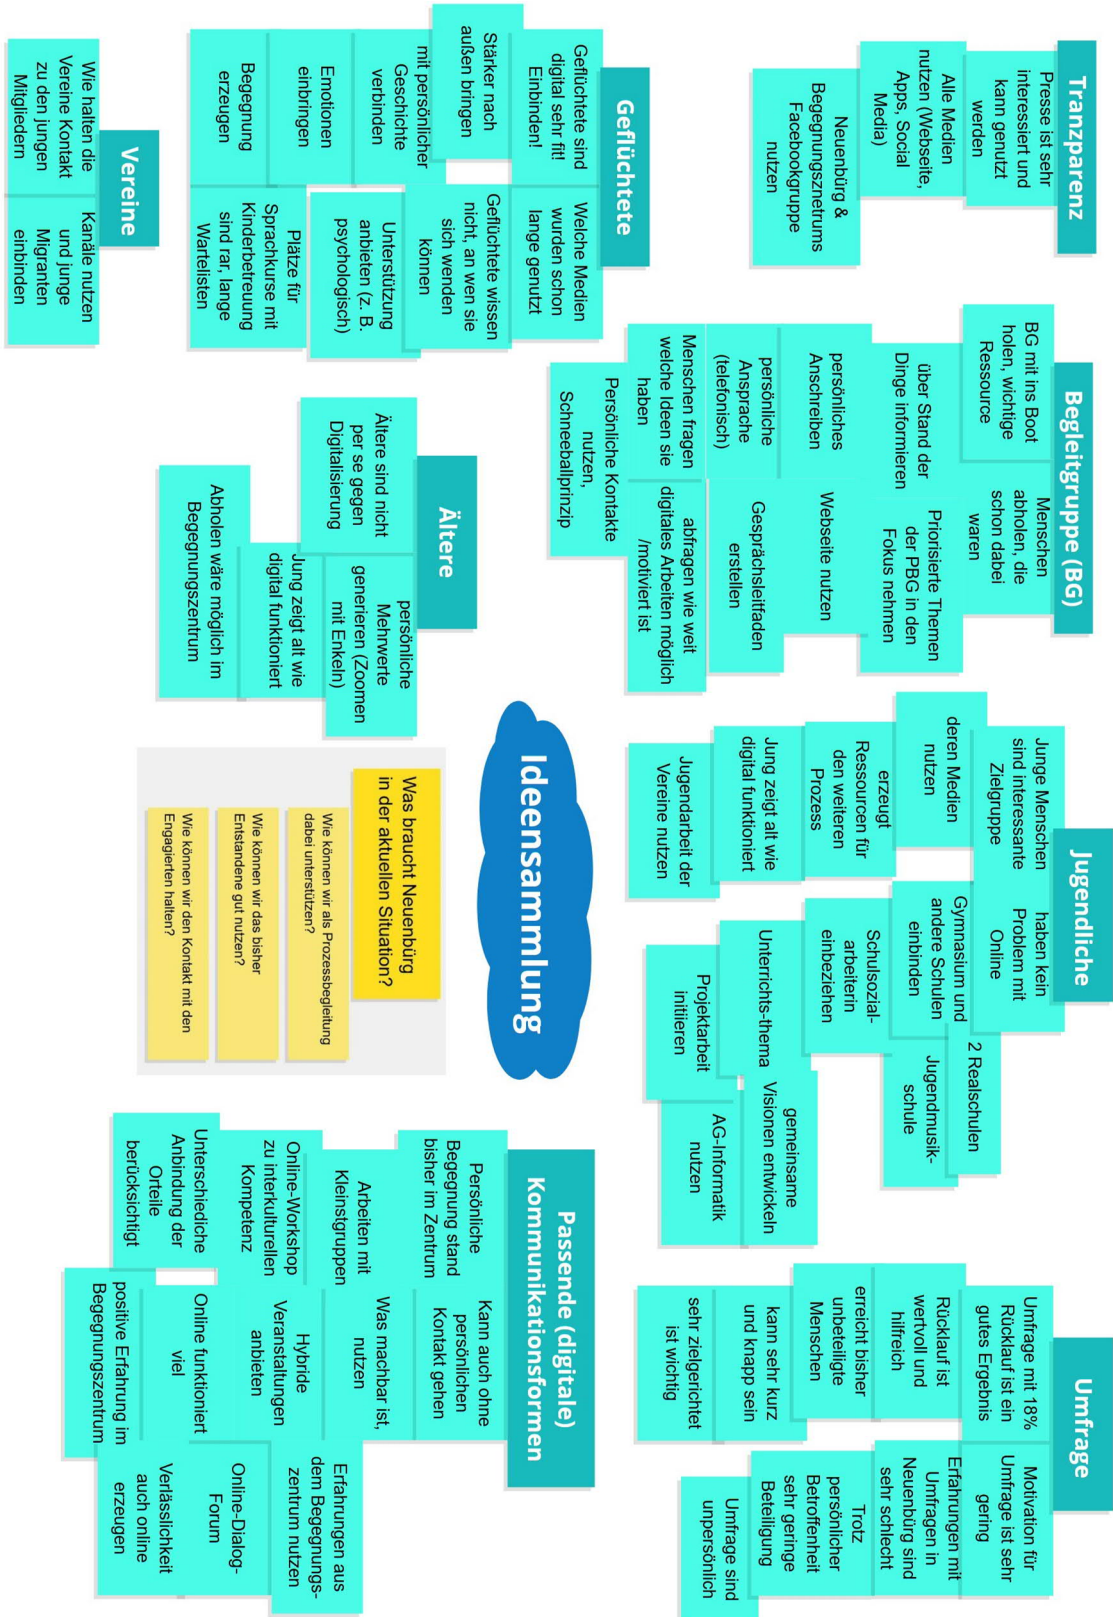 Tranzparenz
Presse ist sehr
interessiert und
kann genutzt
werden
Alle Medien
nutzen (Webseite,
Apps, Social
Media)
Neuenbürg &
Begegnungsznetrums
Facebookgruppe
nutzen
Begleitgruppe (BG)
BG mit ins Boot
holen, wichtige
Ressource
Menschen
abholen, die
schon dabei
waren
über Stand der
Dinge informieren
Priorisierte Themen
der PBG in den
Fokus nehmen
persönliches
Anschreiben
Webseite nutzen
persönliche
Ansprache
(telefonisch)
Gesprächsleitfaden
erstellen
Menschen fragen
welche Ideen sie
haben
abfragen wie weit
digitales Arbeiten möglich
/motiviert ist
Persönliche Kontakte
nutzen,
Schneeballprinzip
Jugendliche
Junge Menschen
sind interessante
Zielgruppe
haben kein
Problem mit
Online
2 Realschulen
deren Medien
nutzen
Gymnasium und
andere Schulen
einbinden
Jugendmusik-
schule
erzeugt
Ressourcen für
den weiteren
Prozess
Schulsozial-
arbeiterin
einbeziehen
Jung zeigt alt wie
digital funktioniert
Unterrichts-thema
gemeinsame
Visionen entwickeln
Jugendarbeit der
Vereine nutzen
Projektarbeit
initiieren
AG-Informatik
nutzen
Umfrage
Umfrage mit 18%
Rücklauf ist ein
gutes Ergebnis
Motivation für
Umfrage ist sehr
gering
Rücklauf ist
wertvoll und
hilfreich
Erfahrungen mit
Umfragen in
Neuenbürg sind
sehr schlecht
erreicht bisher
unbeteiligte
Menschen
Trotz
persönlicher
Betroffenheit
sehr geringe
Beteiligung
kann sehr kurz
und knapp sein
sehr zielgerichtet
ist wichtig
Umfrage sind
unpersönlich
Geflüchtete
Geflüchtete sind
digital sehr fit!
Einbinden!
Welche Medien
wurden schon
lange genutzt
Stärker nach
außen bringen
Geflüchtete wissen
nicht, an wen sie
sich wenden
können
mit persönlicher
Geschichte
verbinden
Unterstützung
anbieten (z. B.
psychologisch)
Emotionen
einbringen
Plätze für
Sprachkurse mit
Kinderbetreuung
sind rar, lange
Wartelisten
Begegnung
erzeugen
Ältere
Ältere sind nicht
per se gegen
Digitalisierung
persönliche
Mehrwerte
generieren (Zoomen
mit Enkeln)
Jung zeigt alt wie
digital funktioniert
Abholen wäre möglich im
Begegnungszentrum
Ideensammlung
Was braucht Neuenbürg
in der aktuellen Situation?
Wie können wir als Prozessbegleitung
dabei unterstützen?
Wie können wir das bisher
Entstandene gut nutzen?
Wie können wir den Kontakt mit den
Engagierten halten?
Passende (digitale)
Kommunikationsformen
Persönliche
Begegnung stand
bisher im Zentrum
Kann auch ohne
persönlichen
Kontakt gehen
Arbeiten mit
Kleinstgruppen
Was machbar ist,
nutzen
Erfahrungen aus
dem Begegnungs-
zentrum nutzen
Online-Workshop
zu interkulturellen
Kompetenz
Hybride
Veranstaltungen
anbieten
Online-Dialog-
Forum
Unterschiediche
Anbindung der
Orteile
berücksichtigt
Online funktioniert
viel
Verlässlichkeit
auch online
erzeugen
positive Erfahrung im
Begegnungszentrum
Vereine
Wie halten die
Vereine Kontakt
zu den jungen
Mitgliedern
Kanäle nutzen
und junge
Migranten
einbinden